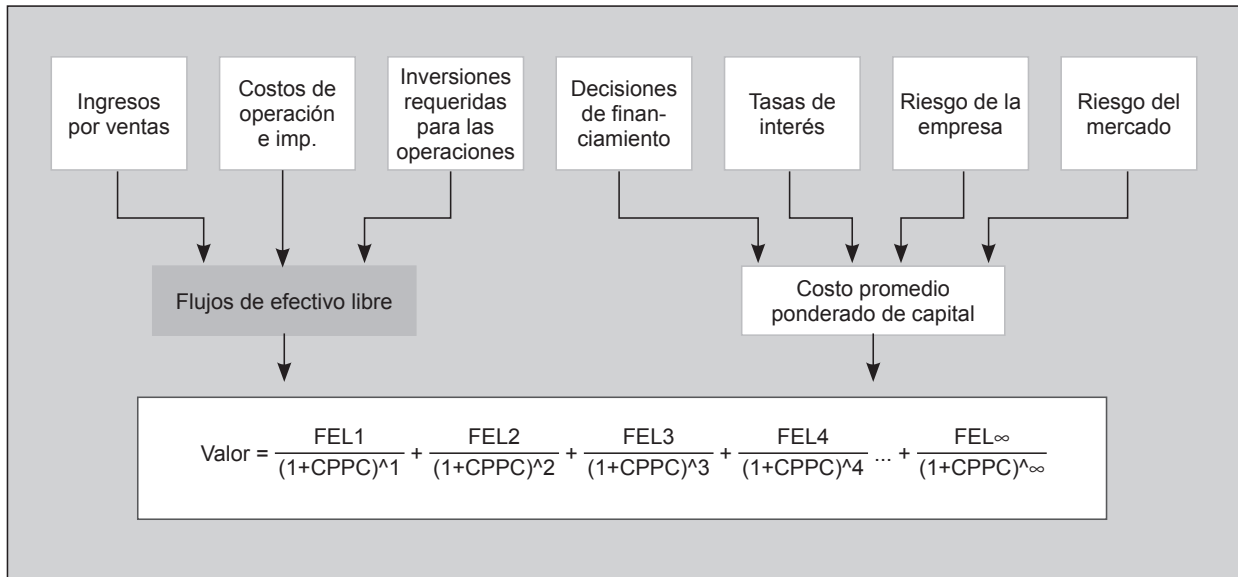 Ingresos
por ventas
Costos de
operación
e imp.
Inversiones
requeridas
para las
operaciones
Decisiones
de finan-
ciamiento
Tasas de
interés
Riesgo de la
empresa
Riesgo del
mercado
Flujos de efectivo libre
Costo promedio
ponderado de capital
Valor = FEL1/(1+CPPC)^1 + FEL2/(1+CPPC)^2 + FEL3/(1+CPPC)^3 + FEL4/(1+CPPC)^4 ... + FEL∞/(1+CPPC)^∞